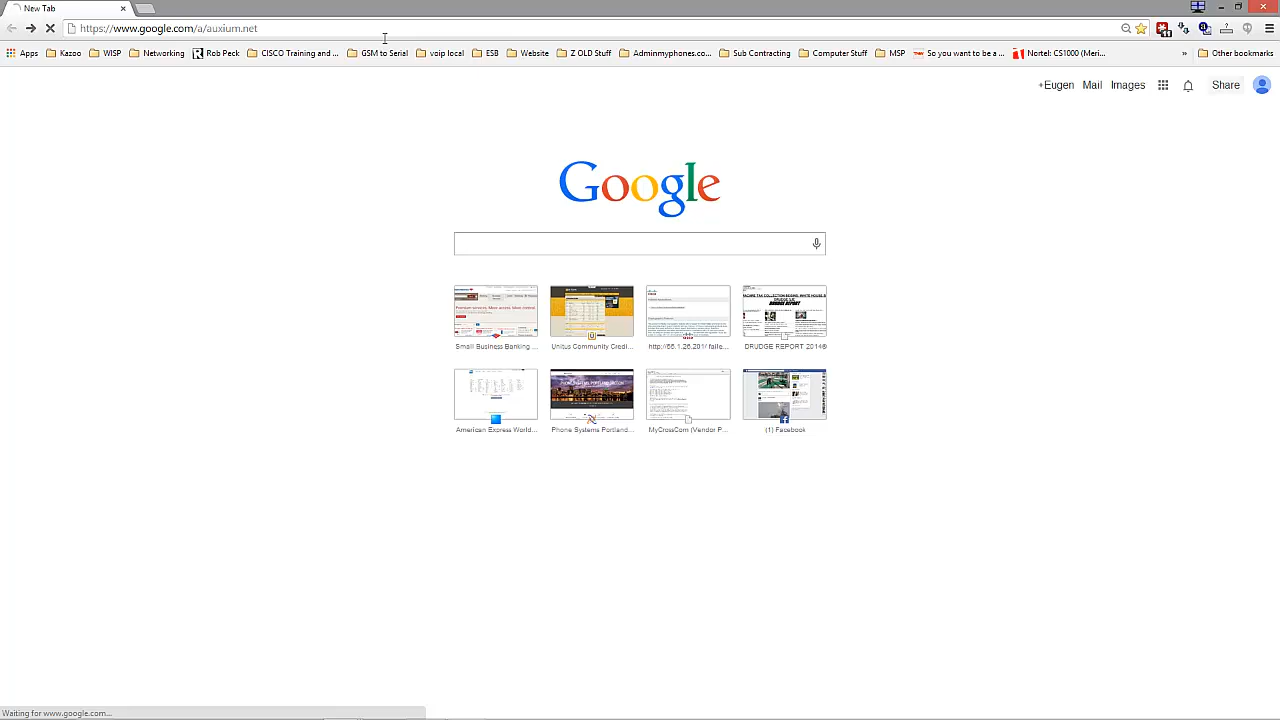 New Tab
https://www.google.com/a/auxium.net
Apps Kazoo WISP Networking Rob Peck CISCO Training and ... GSM to Serial voip local ESB Website Z OLD Stuff Adminmyphones.co... Sub Contracting Computer Stuff MSP So you want to be a ... Nortel: CS1000 (Meri... » Other bookmarks
+Eugen Mail Images Share
Google
Small Business Banking ... Unitus Community Credi... http://66.1.26.201/ faile... DRUDGE REPORT 2014®
American Express World... Phone Systems Portland... MyCrossCom (Vendor P... (1) Facebook
Waiting for www.google.com...